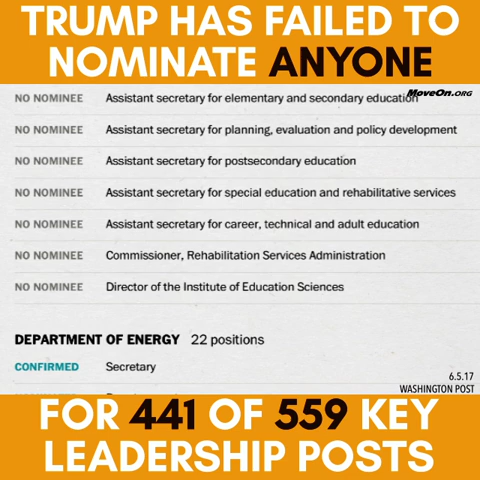 TRUMP HAS FAILED TO
NOMINATE ANYONE
MoveOn.ORG
NO NOMINEE Assistant secretary for elementary and secondary education
NO NOMINEE Assistant secretary for planning, evaluation and policy development
NO NOMINEE Assistant secretary for postsecondary education
NO NOMINEE Assistant secretary for special education and rehabilitative services
NO NOMINEE Assistant secretary for career, technical and adult education
NO NOMINEE Commissioner, Rehabilitation Services Administration
NO NOMINEE Director of the Institute of Education Sciences
DEPARTMENT OF ENERGY 22 positions
CONFIRMED Secretary
6.5.17
WASHINGTON POST
FOR 441 OF 559 KEY
LEADERSHIP POSTS